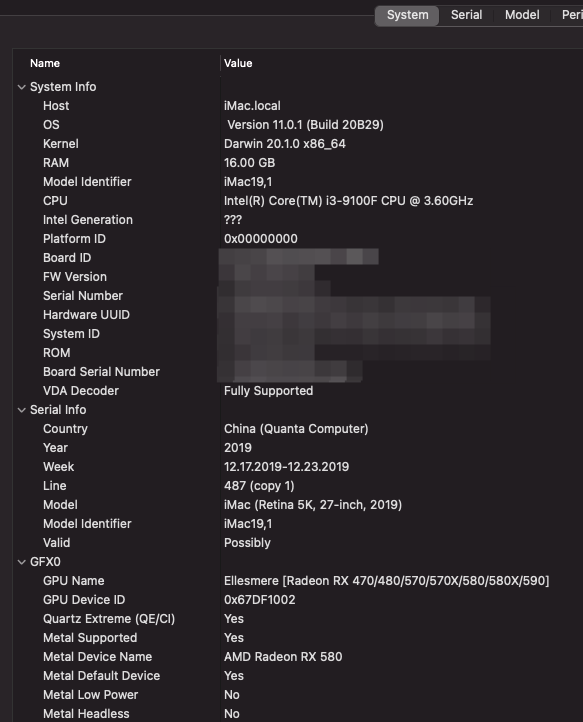 System Serial Model Peri
Name Value
System Info
Host iMac.local
OS Version 11.0.1 (Build 20B29)
Kernel Darwin 20.1.0 x86_64
RAM 16.00 GB
Model Identifier iMac19,1
CPU Intel(R) Core(TM) i3-9100F CPU @ 3.60GHz
Intel Generation ???
Platform ID 0x00000000
Board ID
FW Version
Serial Number
Hardware UUID
System ID
ROM
Board Serial Number
VDA Decoder Fully Supported
Serial Info
Country China (Quanta Computer)
Year 2019
Week 12.17.2019-12.23.2019
Line 487 (copy 1)
Model iMac (Retina 5K, 27-inch, 2019)
Model Identifier iMac19,1
Valid Possibly
GFX0
GPU Name Ellesmere [Radeon RX 470/480/570/570X/580/580X/590]
GPU Device ID 0x67DF1002
Quartz Extreme (QE/CI) Yes
Metal Supported Yes
Metal Device Name AMD Radeon RX 580
Metal Default Device Yes
Metal Low Power No
Metal Headless No